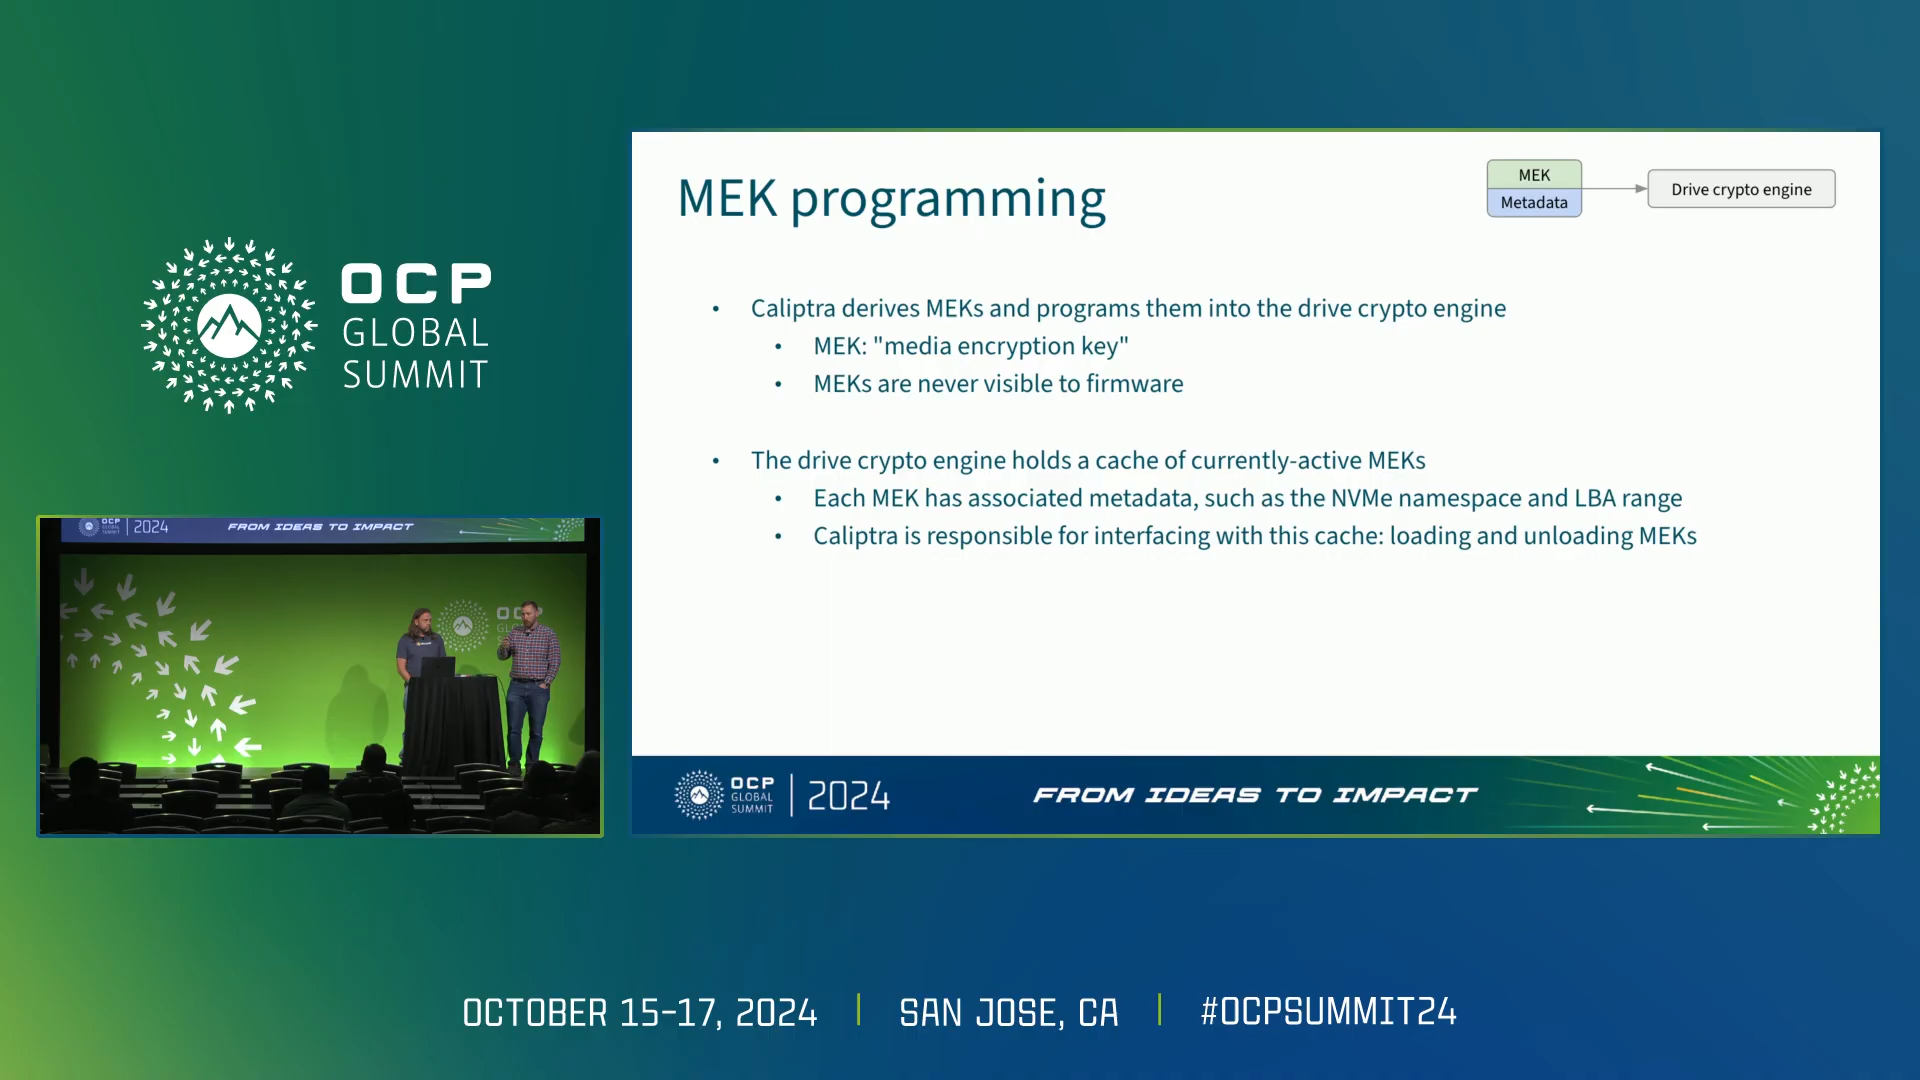 OCP
GLOBAL
SUMMIT
OCP
2024
FROM IDEAS TO IMPACT
MEK programming
MEK
Metadata
Drive crypto engine
• Caliptra derives MEKs and programs them into the drive crypto engine
• MEK: "media encryption key"
• MEKs are never visible to firmware
• The drive crypto engine holds a cache of currently-active MEKs
• Each MEK has associated metadata, such as the NVMe namespace and LBA range
• Caliptra is responsible for interfacing with this cache: loading and unloading MEKs
OCP
GLOBAL
SUMMIT
2024
FROM IDEAS TO IMPACT
OCTOBER 15-17, 2024
SAN JOSE, CA
#OCPSUMMIT24